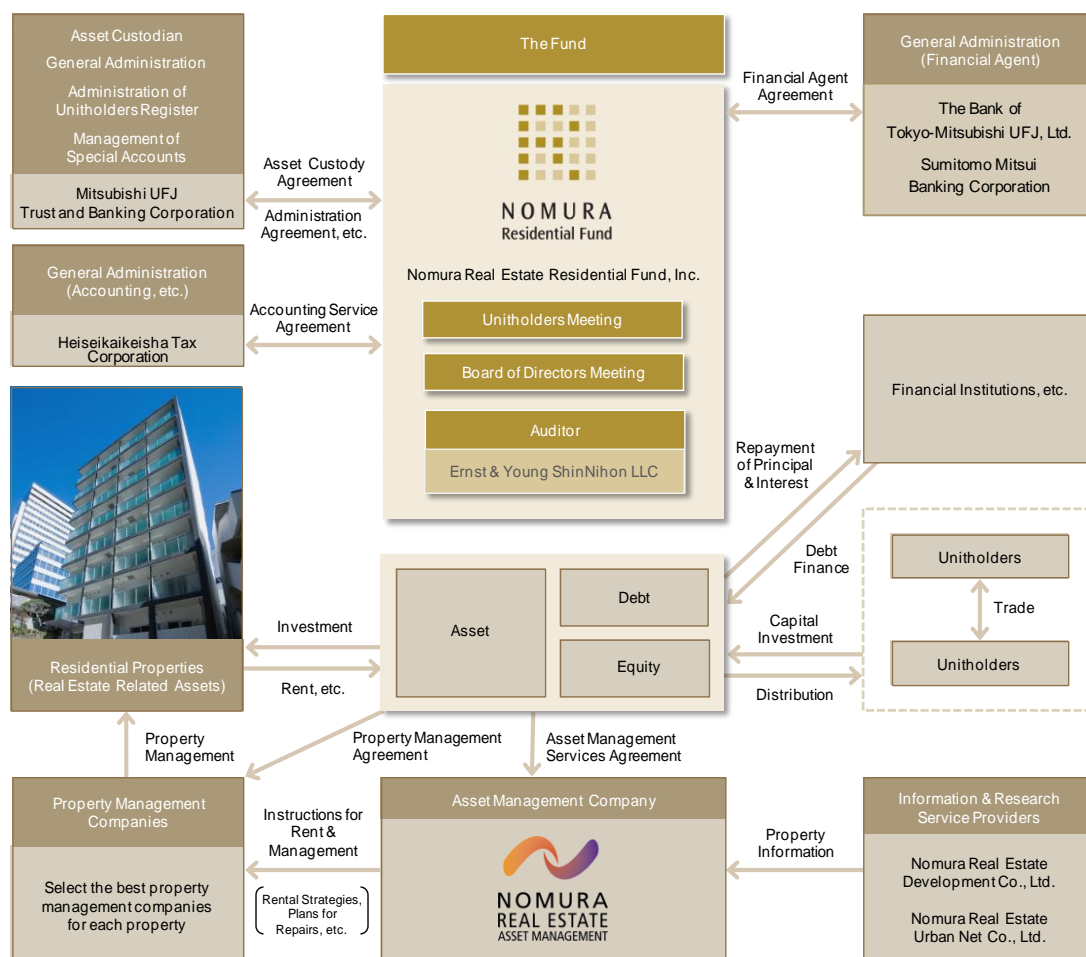 Asset Custodian
General Administration
Administration of
Unitholders Register
Management of
Special Accounts
Mitsubishi UFJ
Trust and Banking Corporation
Asset Custody
Agreement
Administration
Agreement, etc.
General Administration
(Accounting, etc.)
Heiseikaikeisha Tax
Corporation
Accounting Service
Agreement
The Fund
NOMURA
Residential Fund
Nomura Real Estate Residential Fund, Inc.
Unitholders Meeting
Board of Directors Meeting
Auditor
Ernst & Young ShinNihon LLC
Financial Agent
Agreement
General Administration
(Financial Agent)
The Bank of
Tokyo-Mitsubishi UFJ, Ltd.
Sumitomo Mitsui
Banking Corporation
Financial Institutions, etc.
Repayment
of Principal
& Interest
Debt
Finance
Unitholders
Trade
Unitholders
Capital
Investment
Distribution
Asset
Debt
Equity
Investment
Rent, etc.
Residential Properties
(Real Estate Related Assets)
Property
Management
Property Management
Agreement
Asset Management
Services Agreement
Property Management
Companies
Select the best property
management companies
for each property
Instructions for
Rent &
Management
Rental Strategies,
Plans for
Repairs, etc.
Asset Management Company
NOMURA
REAL ESTATE
ASSET MANAGEMENT
Property
Information
Information & Research
Service Providers
Nomura Real Estate
Development Co., Ltd.
Nomura Real Estate
Urban Net Co., Ltd.